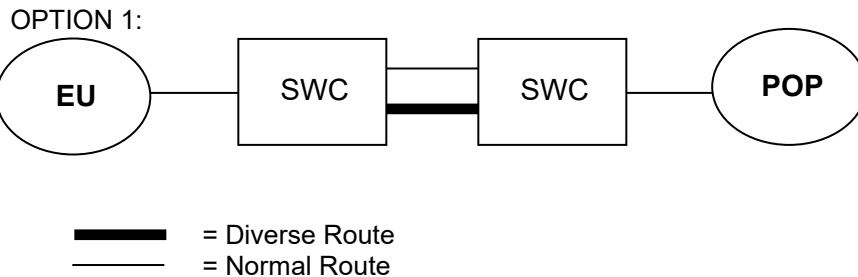 OPTION 1:
EU
SWC
SWC
POP
= Diverse Route
= Normal Route